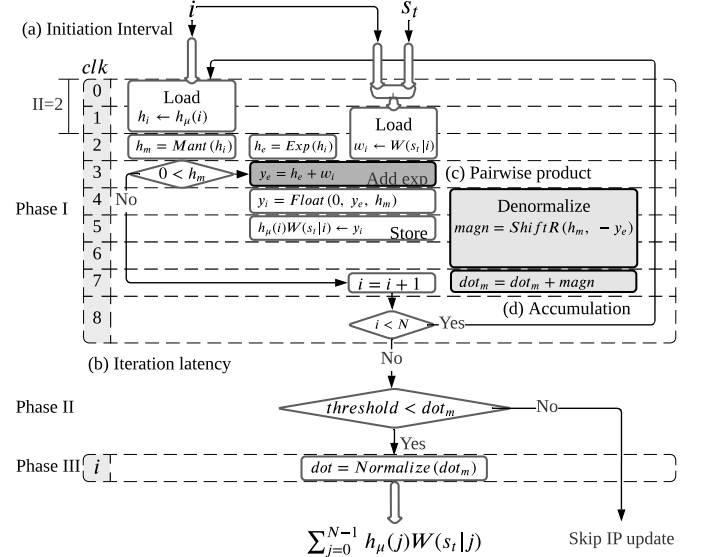 i
s_t
(a) Initiation Interval
clk
0
II=2
Load
h_i ← h_μ(i)
1
Load
w_i ← W(s_t|i)
2
h_m = Mant(h_i)
h_e = Exp(h_i)
3
0 < h_m
y_e = h_e + w_i
Add exp
(c) Pairwise product
No
4
y_i = Float(0, y_e, h_m)
Denormalize
magn = ShiftR(h_m, − y_e)
Phase I
5
h_μ(i)W(s_t|i) ← y_i
Store
6
7
i = i + 1
dot_m = dot_m + magn
(d) Accumulation
8
i < N
Yes
(b) Iteration latency
No
Phase II
threshold < dot_m
No
Yes
Phase III
i
dot = Normalize(dot_m)
∑_{j=0}^{N−1} h_μ(j)W(s_t|j)
Skip IP update